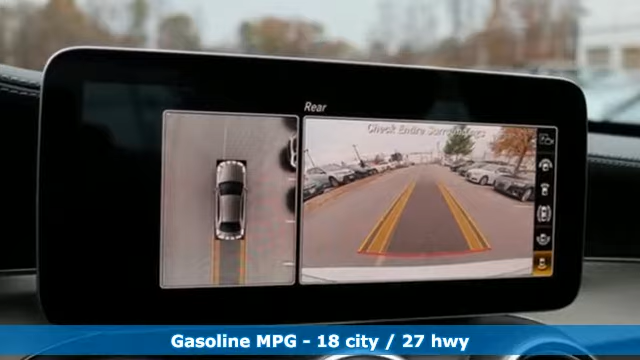 Rear
Check Entire Surroundings
Gasoline MPG - 18 city / 27 hwy